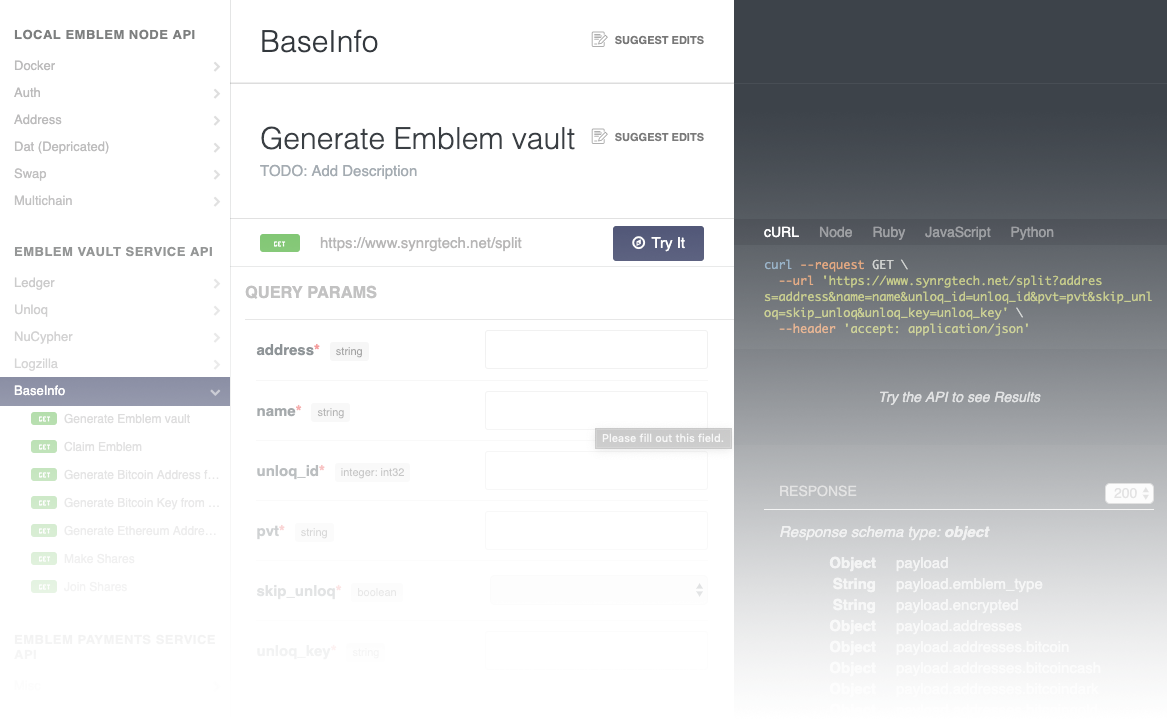 LOCAL EMBLEM NODE API
Docker
Auth
Address
Dat (Depricated)
Swap
Multichain
EMBLEM VAULT SERVICE API
Ledger
Unloq
NuCypher
Logzilla
BaseInfo
GET Generate Emblem vault
GET Claim Emblem
GET Generate Bitcoin Address f...
GET Generate Bitcoin Key from ...
GET Generate Ethereum Addre...
GET Make Shares
GET Join Shares
EMBLEM PAYMENTS SERVICE
API
BaseInfo
SUGGEST EDITS
Generate Emblem vault
SUGGEST EDITS
TODO: Add Description
GET https://www.synrgtech.net/split
Try It
QUERY PARAMS
address* string
name* string
Please fill out this field.
unloq_id* integer: int32
pvt* string
skip_unloq* boolean
unloq_key* string
cURL Node Ruby JavaScript Python
curl --request GET \
--url 'https://www.synrgtech.net/split?addres
s=address&name=name&unloq_id=unloq_id&pvt=pvt&skip_unl
oq=skip_unloq&unloq_key=unloq_key' \
--header 'accept: application/json'
Try the API to see Results
RESPONSE
200
Response schema type: object
Object payload
String payload.emblem_type
String payload.encrypted
Object payload.addresses
Object payload.addresses.bitcoin
Object payload.addresses.bitcoincash